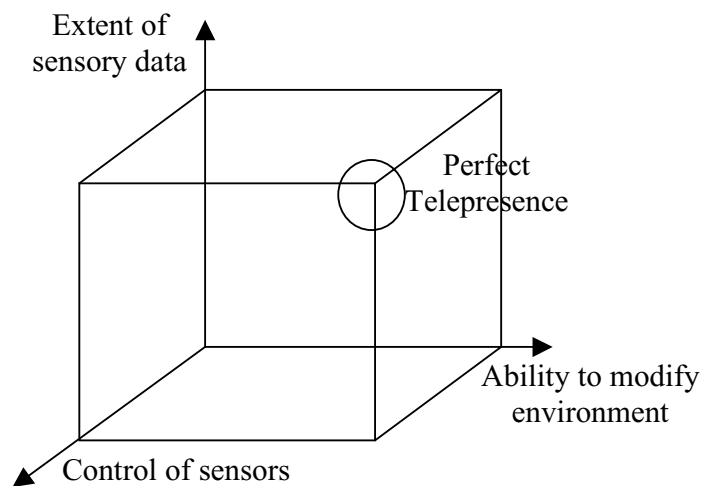 Extent of
sensory data
Perfect
Telepresence
Ability to modify
environment
Control of sensors